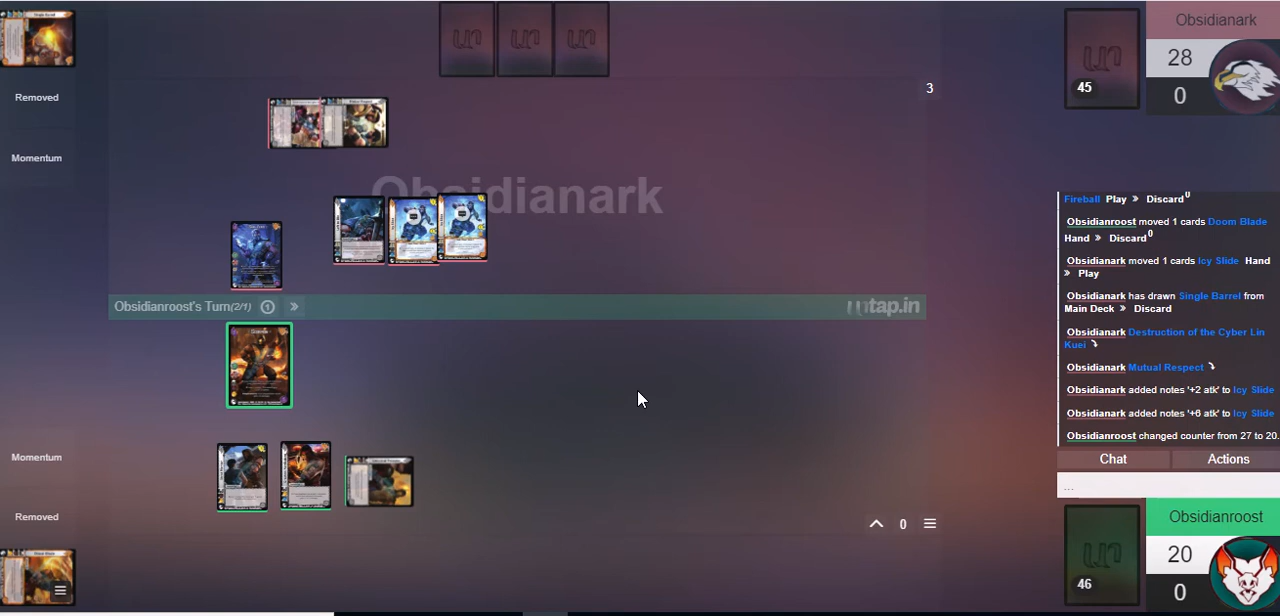 Obsidianark
28
0
45
Removed
Momentum
3
Obsidianark
Fireball Play » Discard0
Obsidianroost moved 1 cards Doom Blade
Hand » Discard0
Obsidianark moved 1 cards Icy Slide Hand
» Play
Obsidianark has drawn Single Barrel from
Main Deck » Discard
Obsidianark Destruction of the Cyber Lin
Kuei
Obsidianark Mutual Respect
Obsidianark added notes '+2 atk' to Icy Slide
Obsidianark added notes '+6 atk' to Icy Slide
Obsidianroost changed counter from 27 to 20.
Obsidianroost's Turn(2/1) 1 »
untap.in
Chat Actions
...
Momentum
Removed
0
Obsidianroost
20
0
46